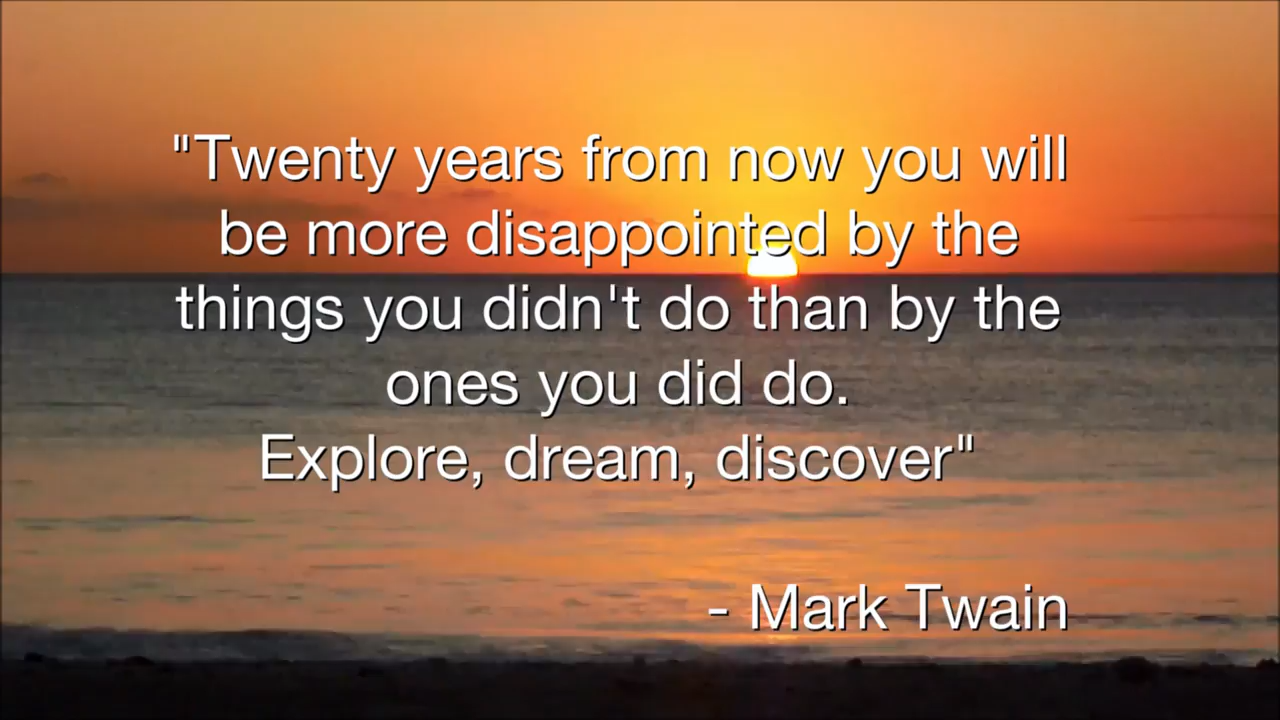 "Twenty years from now you will
be more disappointed by the
things you didn't do than by the
ones you did do.
Explore, dream, discover"
- Mark Twain